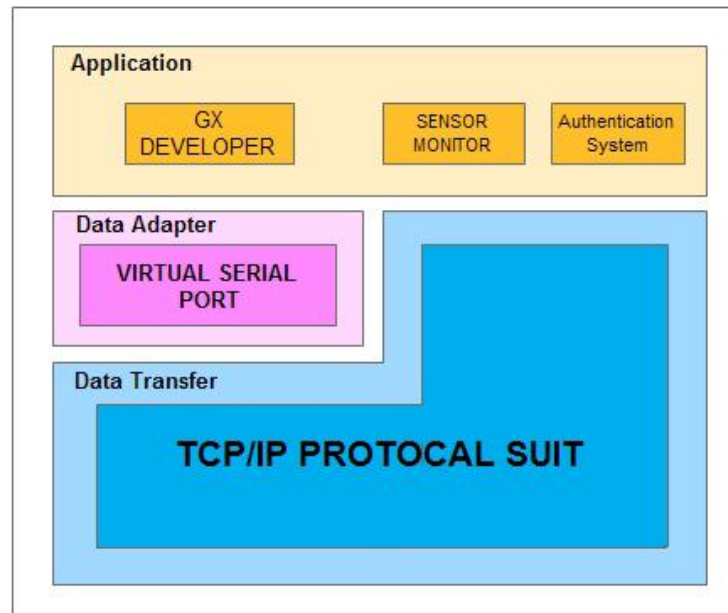 Application
GX
DEVELOPER
SENSOR
MONITOR
Authentication
System
Data Adapter
VIRTUAL SERIAL
PORT
Data Transfer
TCP/IP PROTOCAL SUIT